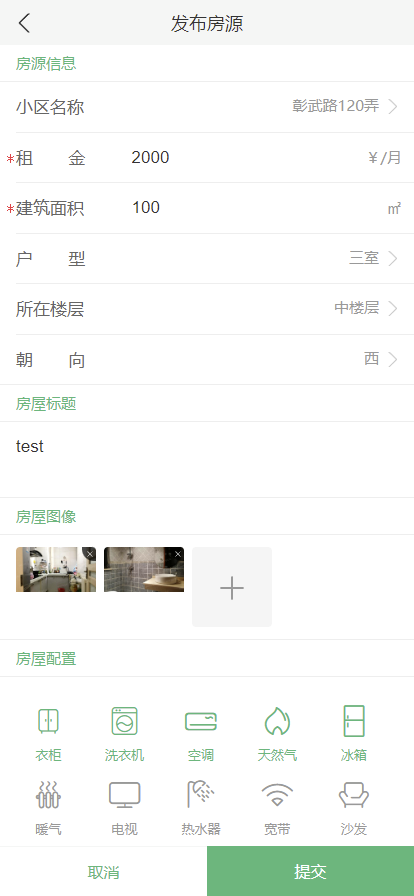 发布房源
房源信息
小区名称 彰武路120弄
*租 金 2000 ¥/月
*建筑面积 100 ㎡
户 型 三室
所在楼层 中楼层
朝 向 西
房屋标题
test
房屋图像
房屋配置
衣柜 洗衣机 空调 天然气 冰箱
暖气 电视 热水器 宽带 沙发
取消 提交